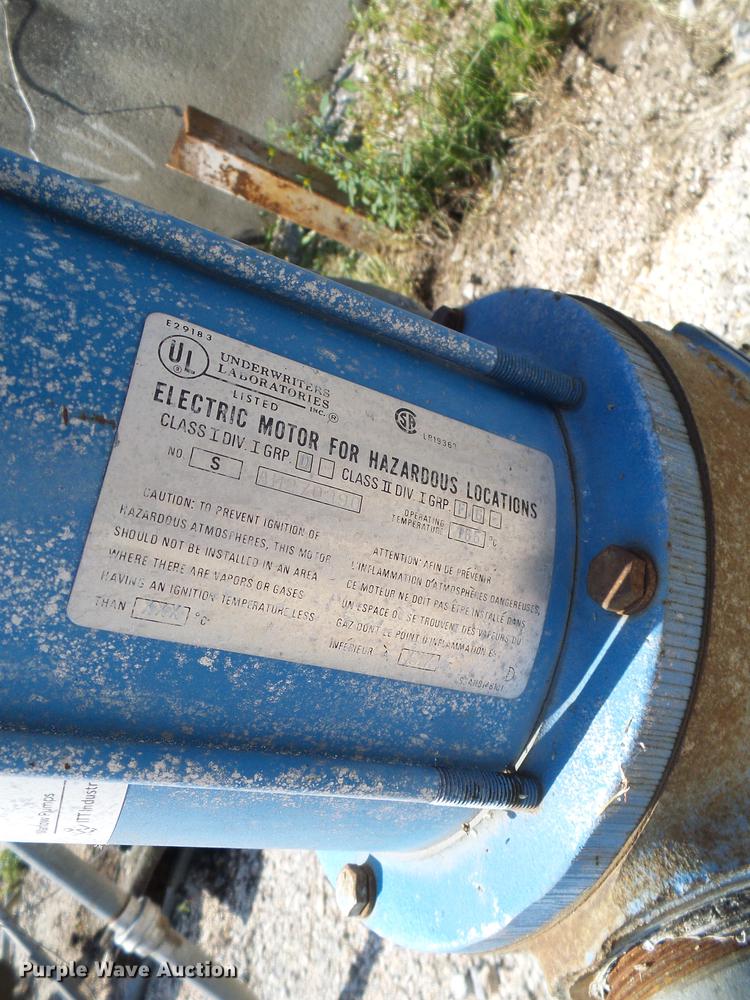 E29183
UL
UNDERWRITERS
LABORATORIES
INC.®
LISTED
LR19369
ELECTRIC MOTOR FOR HAZARDOUS LOCATIONS
CLASS I DIV. I GRP. D CLASS II DIV I GRP.
NO. S
OPERATING
TEMPERATURE °C
CAUTION: TO PREVENT IGNITION OF
HAZARDOUS ATMOSPHERES, THIS MOTOR
SHOULD NOT BE INSTALLED IN AN AREA
WHERE THERE ARE VAPORS OR GASES
HAVING AN IGNITION TEMPERATURE LESS
THAN °C.
ATTENTION: AFIN DE PRÉVENIR
L'INFLAMMATION D'ATMOSPHÈRES DANGEREUSES,
CE MOTEUR NE DOIT PAS ÊTRE INSTALLÉ DANS
UN ESPACE OÙ SE TROUVENT DES VAPEURS OU
GAZ DONT LE POINT D'INFLAMMATION EST
INFÉRIEUR À
D
Pumps
ITT Industr
Purple Wave Auction